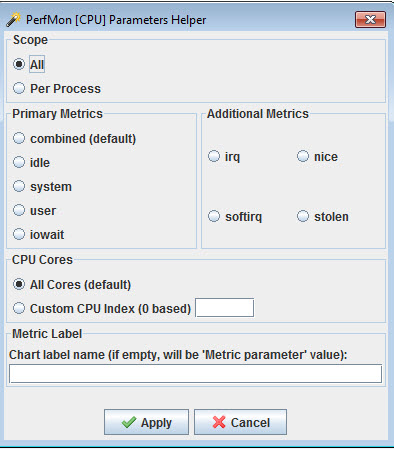 PerfMon [CPU] Parameters Helper
Scope
All
Per Process
Primary Metrics
combined (default)
idle
system
user
iowait
Additional Metrics
irq
nice
softirq
stolen
CPU Cores
All Cores (default)
Custom CPU Index (0 based)
Metric Label
Chart label name (if empty, will be 'Metric parameter' value):
Apply
Cancel